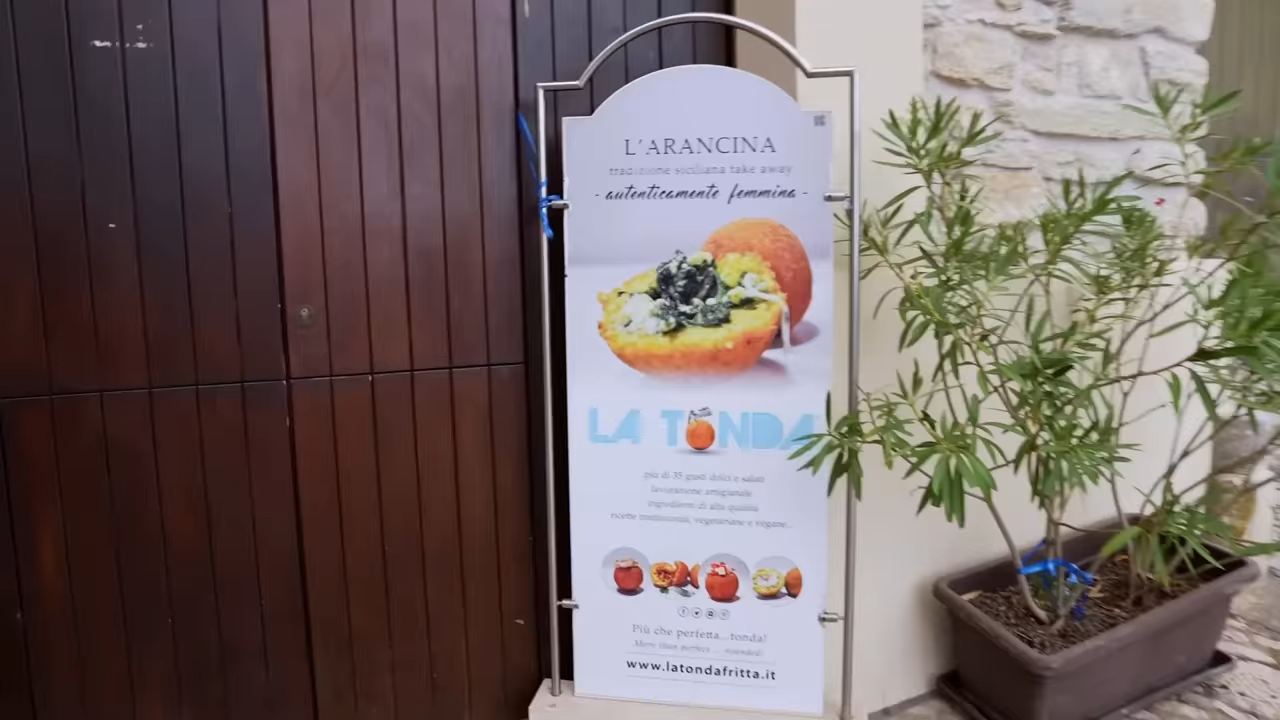 L'ARANCINA
tradizione siciliana take away
- autenticamente femmina -
LA TONDA
più di 35 gusti dolci e salati
lavorazione artigianale
ingredienti di alta qualità
ricette tradizionali, vegetariane e vegane.
Più che perfetta...tonda!
More than perfect ... rounded!
www.latondafritta.it